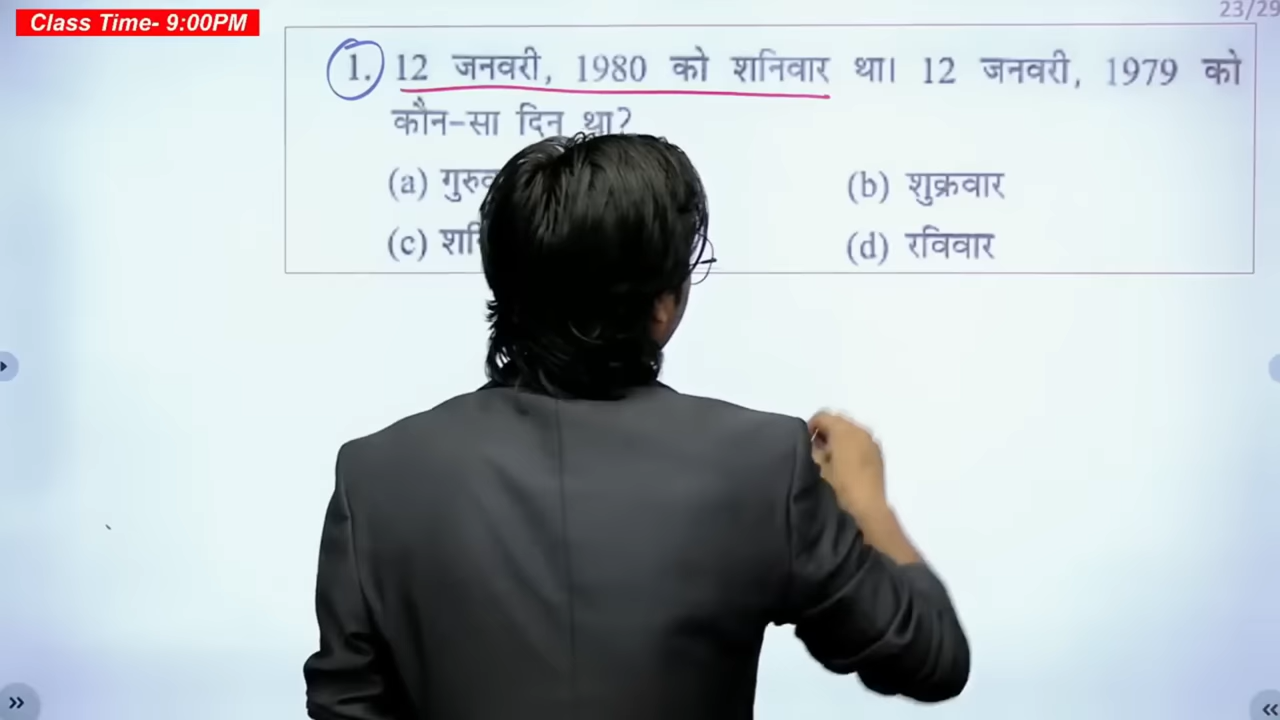 Class Time- 9:00PM
23/29
1. 12 जनवरी, 1980 को शनिवार था। 12 जनवरी, 1979 को
कौन-सा दिन था?
(a)
(b) शुक्रवार
(c)
(d) रविवार